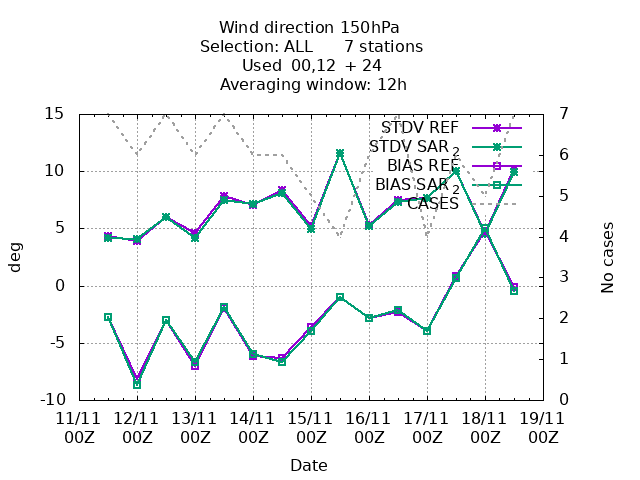 Wind direction 150hPa
Selection: ALL 7 stations
Used 00,12 + 24
Averaging window: 12h
15
10
5
0
-5
-10
deg
7
6
5
4
3
2
1
0
No cases
STDV REF
STDV SAR 2
BIAS REF
BIAS SAR 2
CASES
11/11 12/11 13/11 14/11 15/11 16/11 17/11 18/11 19/11
00Z 00Z 00Z 00Z 00Z 00Z 00Z 00Z 00Z
Date